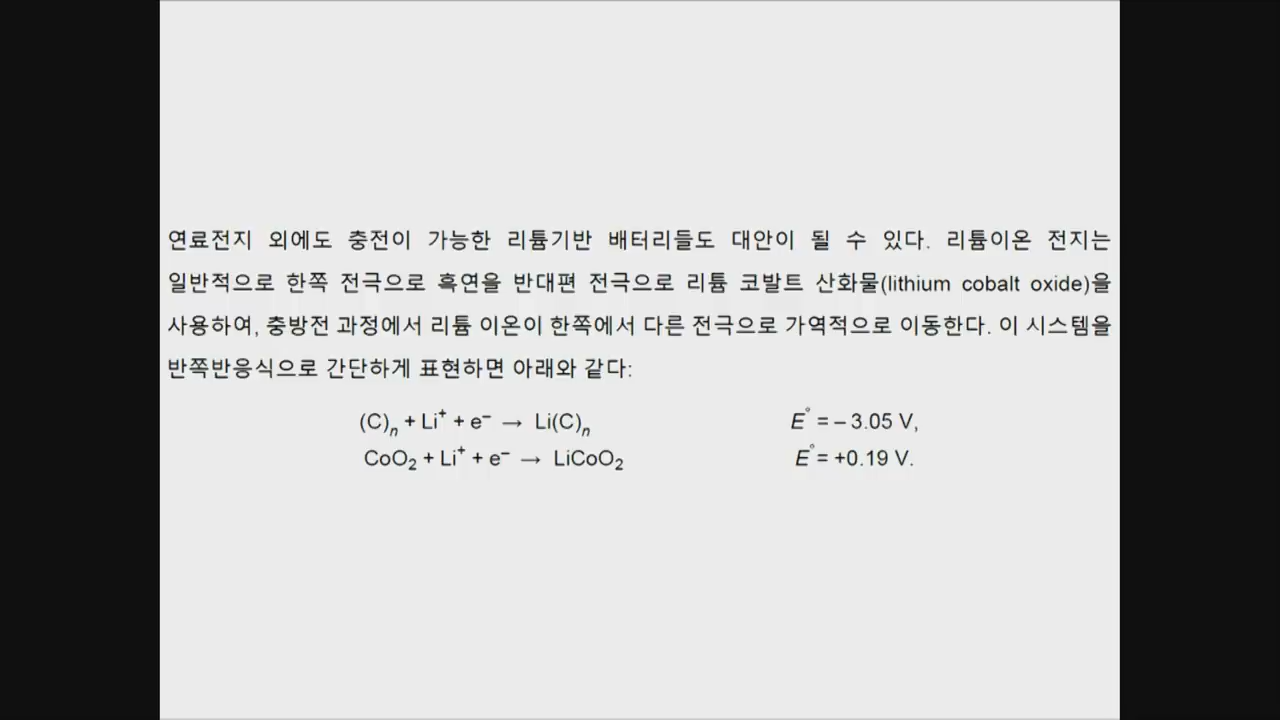 연료전지 외에도 충전이 가능한 리튬기반 배터리들도 대안이 될 수 있다. 리튬이온 전지는
일반적으로 한쪽 전극으로 흑연을 반대편 전극으로 리튬 코발트 산화물(lithium cobalt oxide)을
사용하여, 충방전 과정에서 리튬 이온이 한쪽에서 다른 전극으로 가역적으로 이동한다. 이 시스템을
반쪽반응식으로 간단하게 표현하면 아래와 같다:
(C)n + Li⁺ + e⁻ → Li(C)n E° = – 3.05 V,
CoO₂ + Li⁺ + e⁻ → LiCoO₂ E° = +0.19 V.